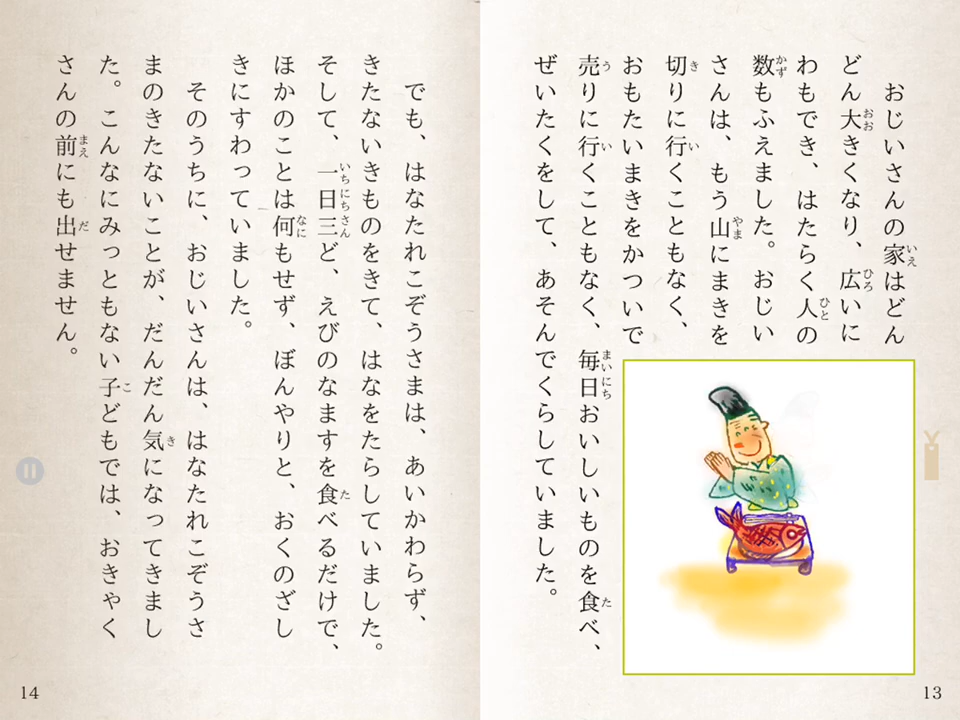 おじいさんの家はどん
どん大きくなり、広いに
わもでき、はたらく人の
数もふえました。おじい
さんは、もう山にまきを
切りに行くこともなく、
おもたいまきをかついで
売りに行くこともなく、毎日おいしいものを食べ、
ぜいたくをして、あそんでくらしていました。
13
でも、はなたれこぞうさまは、あいかわらず、
きたないきものをきて、はなをたらしていました。
そして、一日三ど、えびのなますを食べるだけで、
ほかのことは何もせず、ぼんやりと、おくのざし
きにすわっていました。
そのうちに、おじいさんは、はなたれこぞうさ
まのきたないことが、だんだん気になってきまし
た。こんなにみっともない子どもでは、おきゃく
さんの前にも出せません。
14